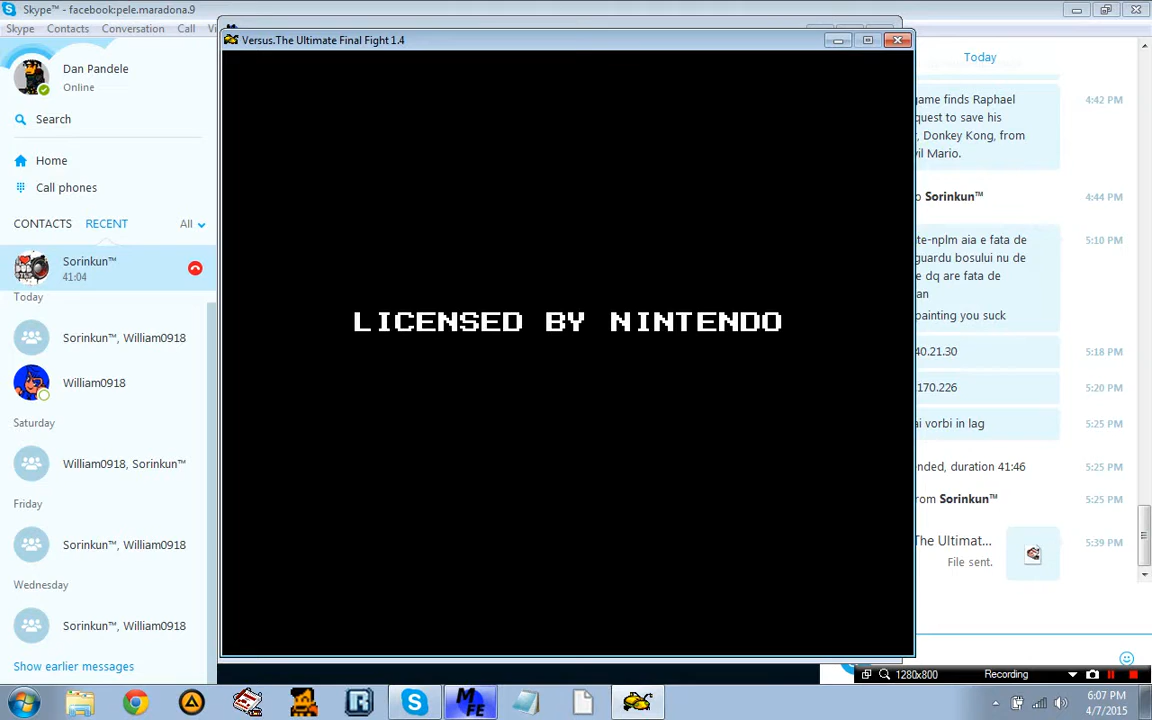 Skype™ - facebook:pele.maradona.9
Skype Contacts Conversation Call
Dan Pandele
Online
Search
Home
Call phones
CONTACTS RECENT All
Sorinkun™
41:04
Today
Sorinkun, William0918
William0918
Saturday
William0918, Sorinkun™
Friday
Sorinkun™, William0918
Wednesday
Sorinkun™, William0918
Show earlier messages
Versus.The Ultimate Final Fight 1.4
LICENSED BY NINTENDO
Today
game finds Raphael 4:42 PM
quest to save his
, Donkey Kong, from
vil Mario.
Sorinkun™ 4:44 PM
te-nplm aia e fata de 5:10 PM
guardu bosului nu de
e dq are fata de
an
painting you suck
40.21.30 5:18 PM
170.226 5:20 PM
ai vorbi in lag 5:25 PM
nded, duration 41:46 5:25 PM
rom Sorinkun™ 5:25 PM
The Ultimat... 5:39 PM
File sent.
1280x800 Recording
MFE
6:07 PM
4/7/2015